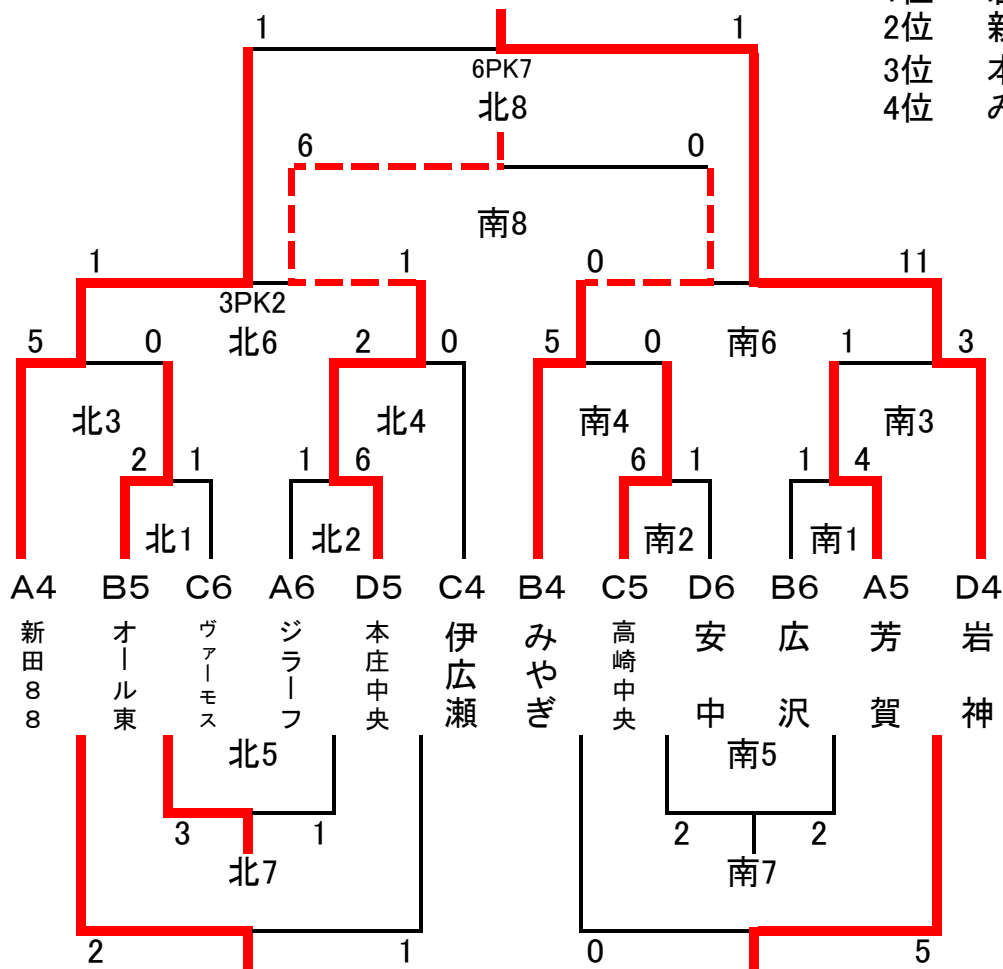 1 1
2位
6PK7
3位
北8
4位
6 0
南8
1 1 0 11
3PK2
北6 南6
5 0 2 0 5 0 1 3
北3 北4 南4 南3
2 1 1 6 6 1 1 4
北1 北2 南2 南1
A4 B5 C6 A6 D5 C4 B4 C5 D6 B6 A5 D4
新田88
オール東
ヴァーモス
ジラーフ
本庄中央
伊広瀬
みやぎ
高崎中央
安中
広沢
芳賀
岩神
北5 南5
3 1 2 2
北7 南7
2 1 0 5